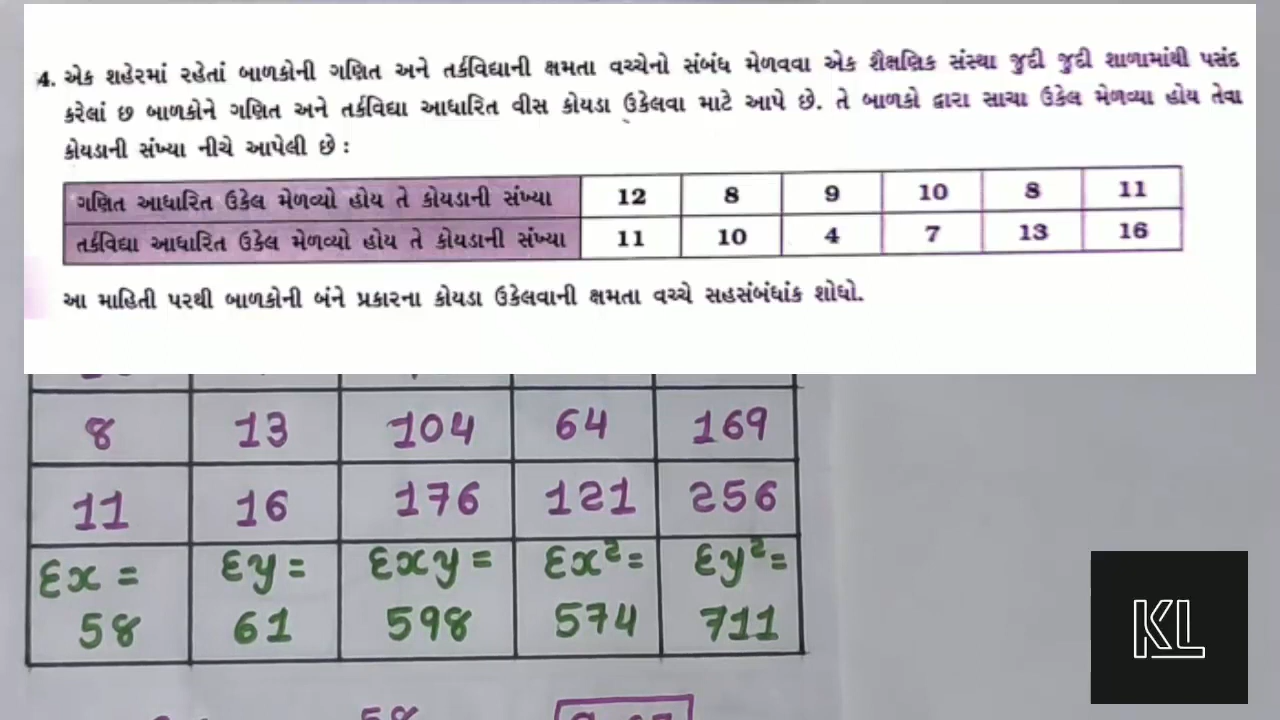 4. એક શહેરમાં રહેતાં બાળકોની ગણિત અને તર્કવિદ્યાની ક્ષમતા વચ્ચેનો સંબંધ મેળવવા એક શૈક્ષણિક સંસ્થા જુદી જુદી શાળામાંથી પસંદ
કરેલાં છ બાળકોને ગણિત અને તર્કવિદ્યા આધારિત વીસ કોયડા ઉકેલવા માટે આપે છે. તે બાળકો દ્વારા સાચા ઉકેલ મેળવ્યા હોય તેવા
કોયડાની સંખ્યા નીચે આપેલી છે :
ગણિત આધારિત ઉકેલ મેળવ્યો હોય તે કોયડાની સંખ્યા 12 8 9 10 8 11
તર્કવિદ્યા આધારિત ઉકેલ મેળવ્યો હોય તે કોયડાની સંખ્યા 11 10 4 7 13 16
આ માહિતી પરથી બાળકોની બંને પ્રકારના કોયડા ઉકેલવાની ક્ષમતા વચ્ચે સહસંબંધાંક શોધો.
8 13 104 64 169
11 16 176 121 256
Σx = Σy = Σxy = Σx²= Σy²=
58 61 598 574 711
58
KL